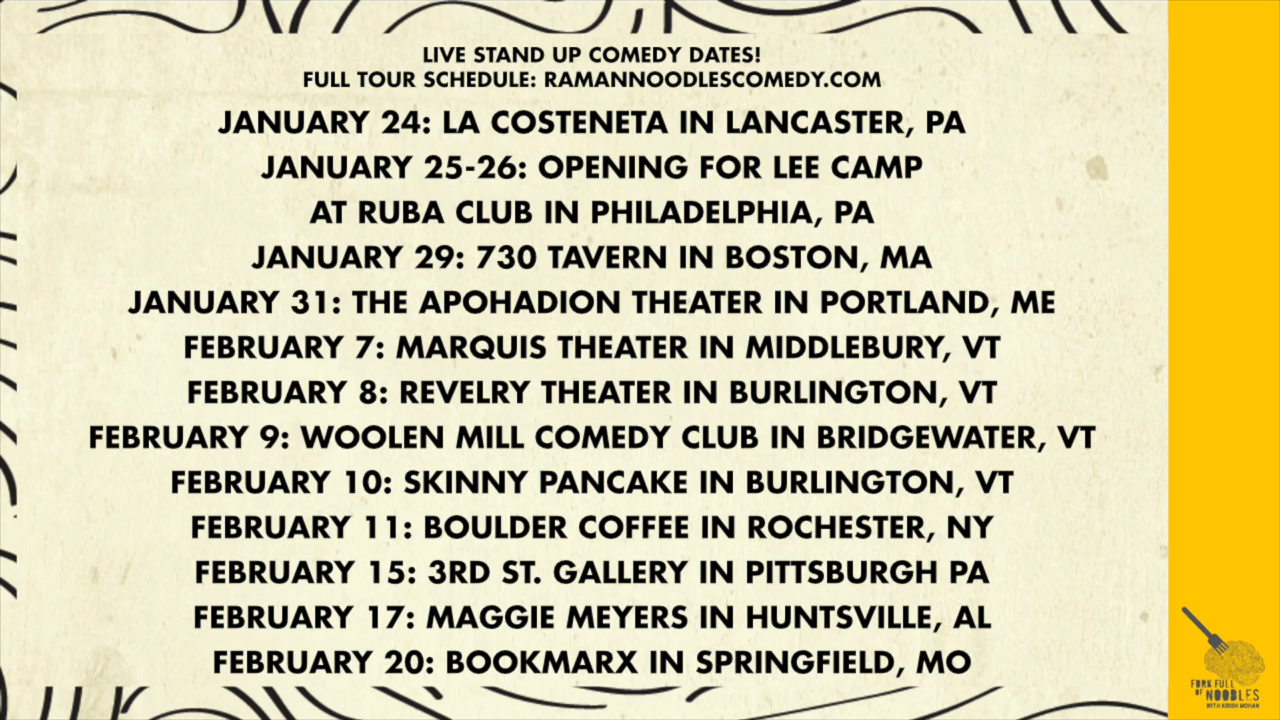 LIVE STAND UP COMEDY DATES!
FULL TOUR SCHEDULE: RAMANNOODLESCOMEDY.COM
JANUARY 24: LA COSTENETA IN LANCASTER, PA
JANUARY 25-26: OPENING FOR LEE CAMP
AT RUBA CLUB IN PHILADELPHIA, PA
JANUARY 29: 730 TAVERN IN BOSTON, MA
JANUARY 31: THE APOHADION THEATER IN PORTLAND, ME
FEBRUARY 7: MARQUIS THEATER IN MIDDLEBURY, VT
FEBRUARY 8: REVELRY THEATER IN BURLINGTON, VT
FEBRUARY 9: WOOLEN MILL COMEDY CLUB IN BRIDGEWATER, VT
FEBRUARY 10: SKINNY PANCAKE IN BURLINGTON, VT
FEBRUARY 11: BOULDER COFFEE IN ROCHESTER, NY
FEBRUARY 15: 3RD ST. GALLERY IN PITTSBURGH PA
FEBRUARY 17: MAGGIE MEYERS IN HUNTSVILLE, AL
FEBRUARY 20: BOOKMARX IN SPRINGFIELD, MO
FORK FULL
OF NOODLES
WITH KRISH MOHAN